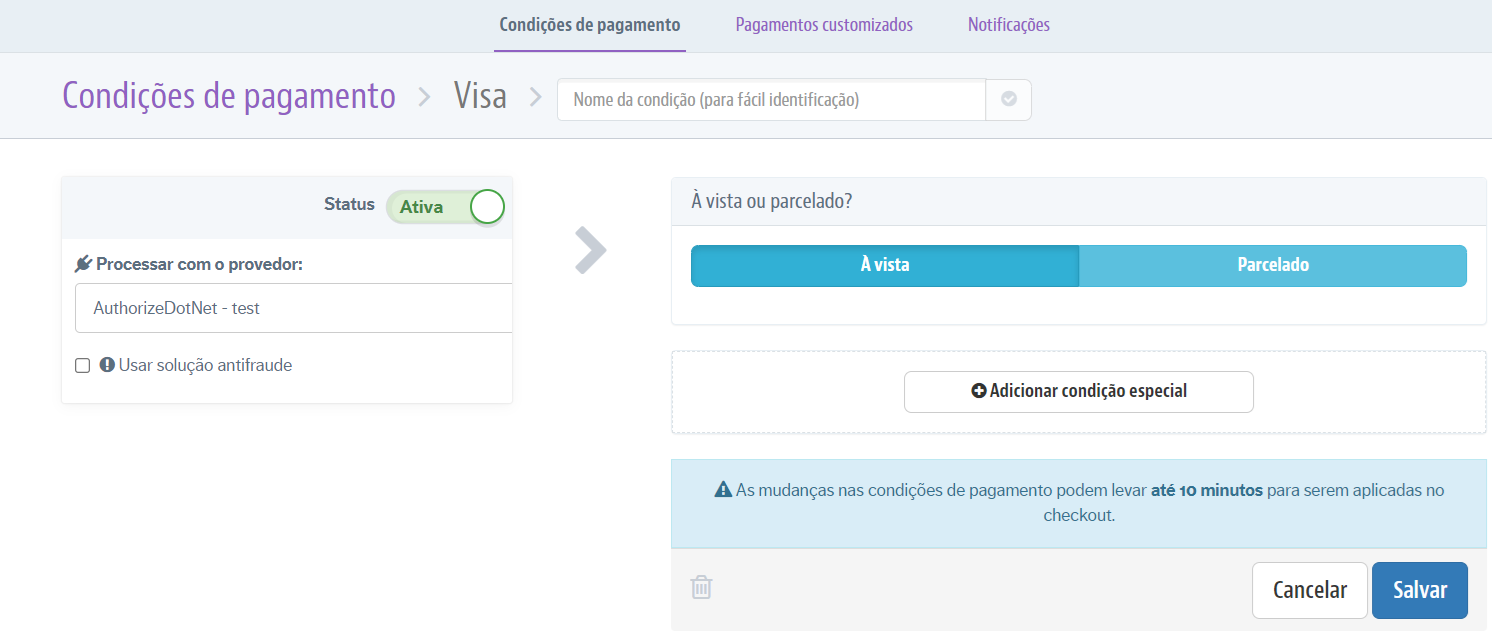 Condições de pagamento
Pagamentos customizados
Notificações
Condições de pagamento
Visa
Nome da condição (para fácil identificação)
Status
Ativa
Processar com o provedor:
AuthorizeDotNet - test
Usar solução antifraude
À vista ou parcelado?
À vista
Parcelado
Adicionar condição especial
As mudanças nas condições de pagamento podem levar até 10 minutos para serem aplicadas no
checkout.
Cancelar
Salvar